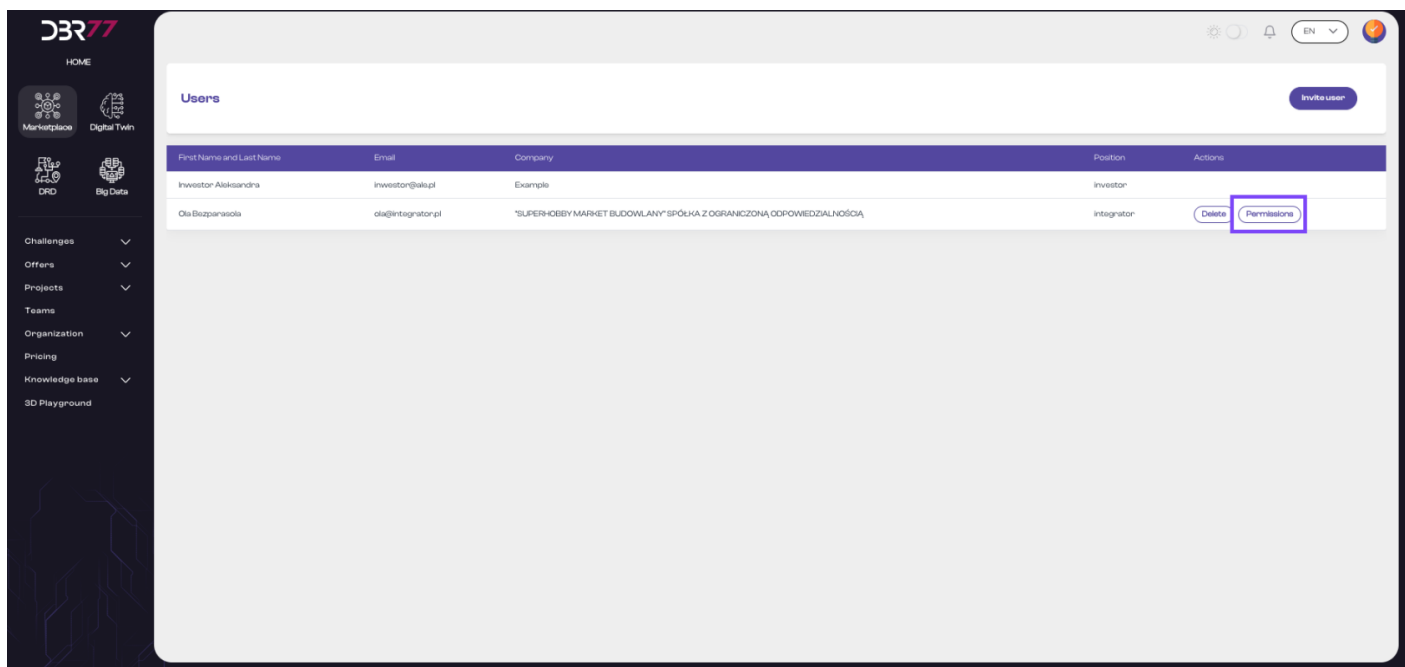 DBR77
HOME
EN
Marketplace
Digital Twin
DRD
Big Data
Challenges
Offers
Projects
Teams
Organization
Pricing
Knowledge base
3D Playground
Users
Invite user
First Name and Last Name Email Company Position Actions
Inwestor Aleksandra inwestor@ale.pl Example investor
Ola Bezparasola ola@integrator.pl "SUPERHOBBY MARKET BUDOWLANY" SPÓŁKA Z OGRANICZONĄ ODPOWIEDZIALNOŚCIĄ integrator Delete Permissions